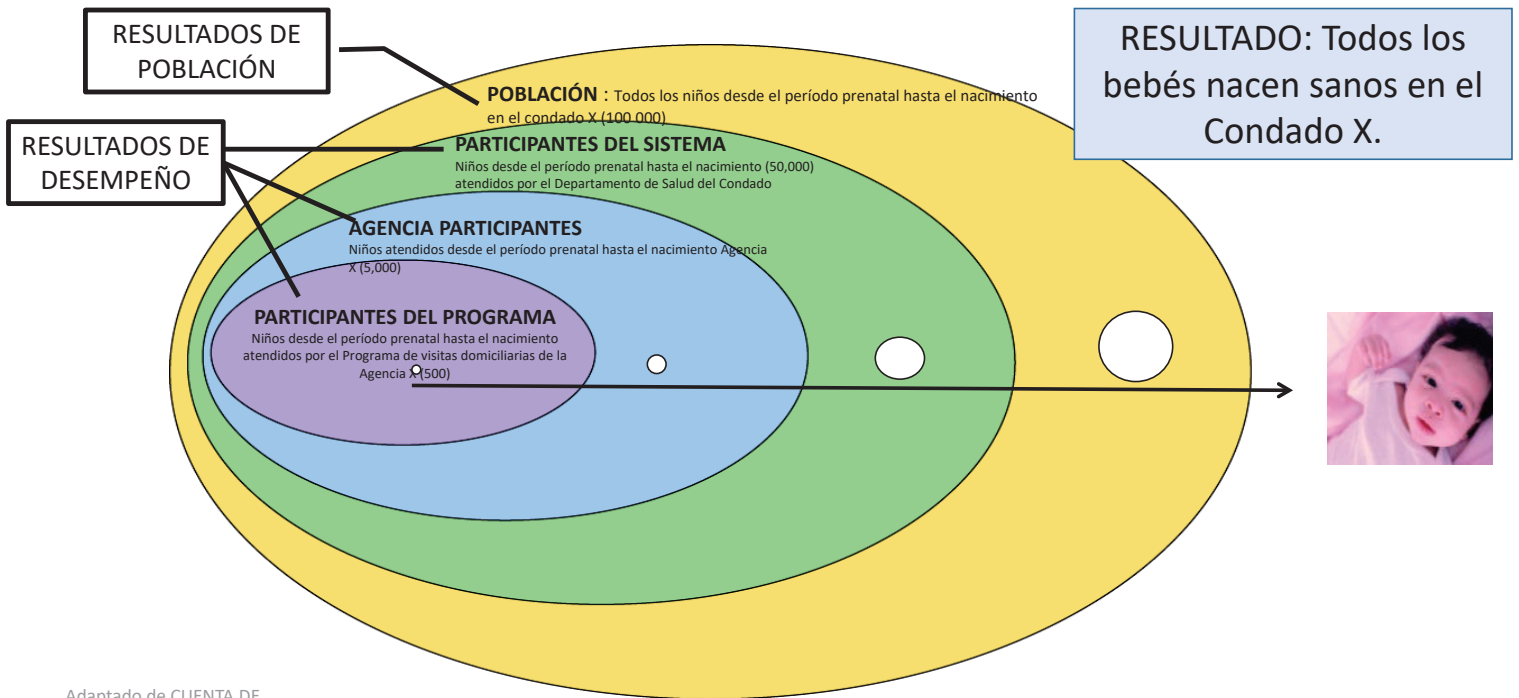 RESULTADOS DE
POBLACIÓN
RESULTADO: Todos los
bebés nacen sanos en el
Condado X.
POBLACIÓN : Todos los niños desde el período prenatal hasta el nacimiento
en el condado X (100 000)
RESULTADOS DE
DESEMPEÑO
PARTICIPANTES DEL SISTEMA
Niños desde el período prenatal hasta el nacimiento (50,000)
atendidos por el Departamento de Salud del Condado
AGENCIA PARTICIPANTES
Niños atendidos desde el período prenatal hasta el nacimiento Agencia
X (5,000)
PARTICIPANTES DEL PROGRAMA
Niños desde el período prenatal hasta el nacimiento
atendidos por el Programa de visitas domiciliarias de la
Agencia X (500)
Adaptado de CUENTA DE